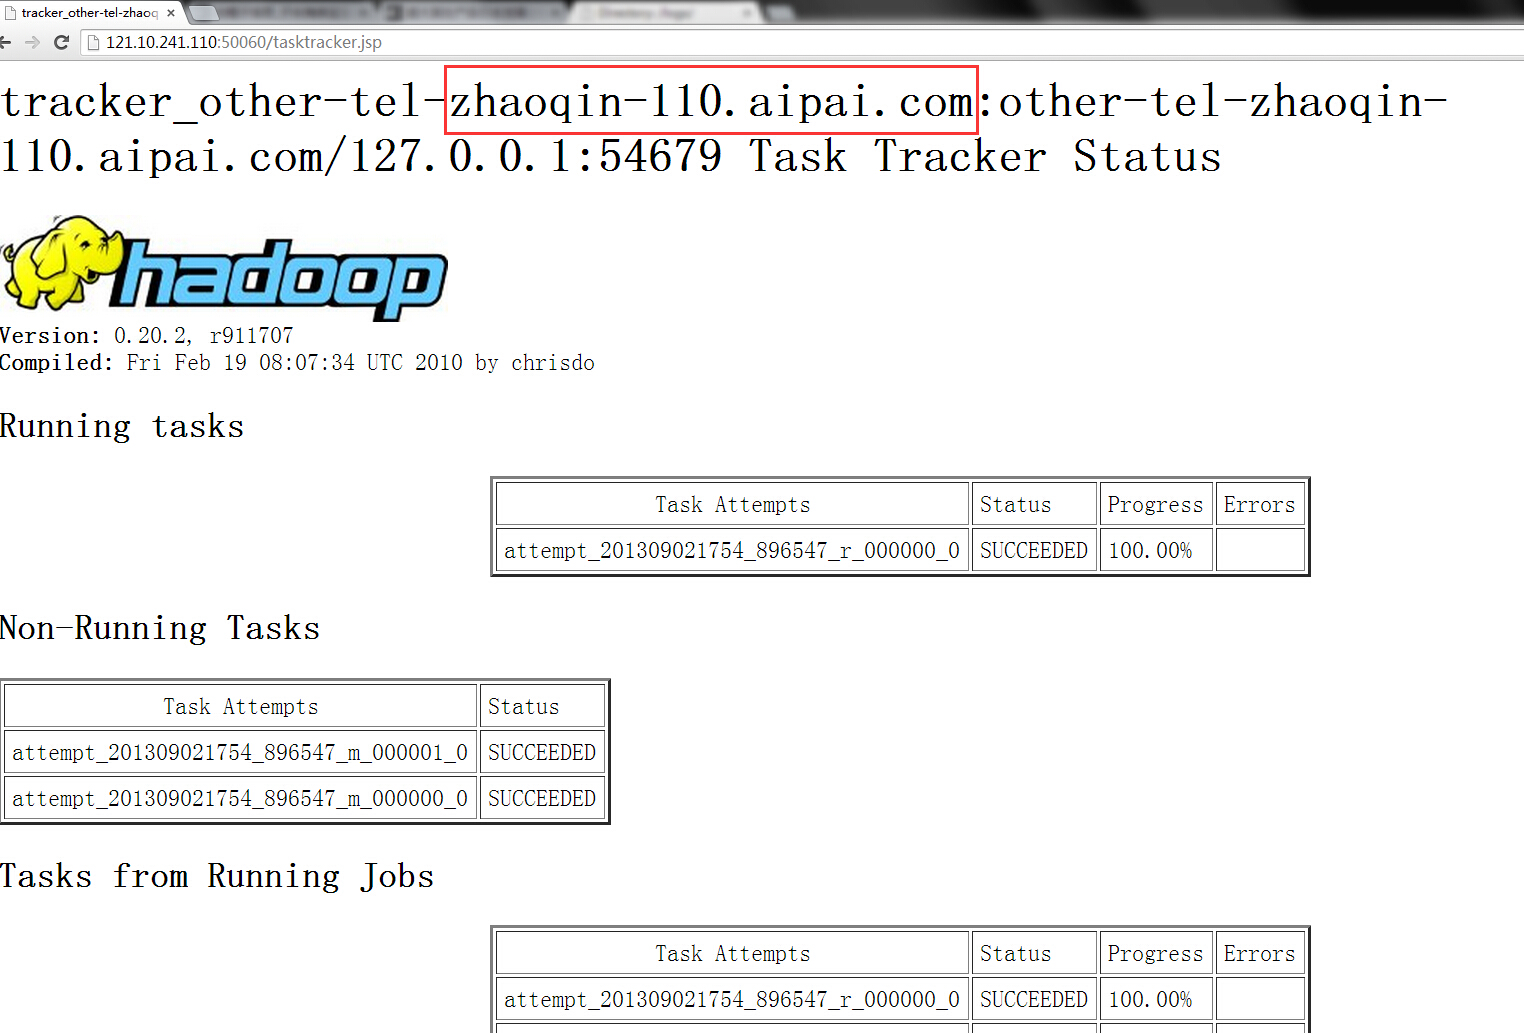 tracker_other-tel-zhaoq
121.10.241.110:50060/tasktracker.jsp
tracker_other-tel-zhaoqin-110.aipai.com:other-tel-zhaoqin-
110.aipai.com/127.0.0.1:54679 Task Tracker Status
hadoop
Version: 0.20.2, r911707
Compiled: Fri Feb 19 08:07:34 UTC 2010 by chrisdo
Running tasks
Task Attempts Status Progress Errors
attempt_201309021754_896547_r_000000_0 SUCCEEDED 100.00%
Non-Running Tasks
Task Attempts Status
attempt_201309021754_896547_m_000001_0 SUCCEEDED
attempt_201309021754_896547_m_000000_0 SUCCEEDED
Tasks from Running Jobs
Task Attempts Status Progress Errors
attempt_201309021754_896547_r_000000_0 SUCCEEDED 100.00%